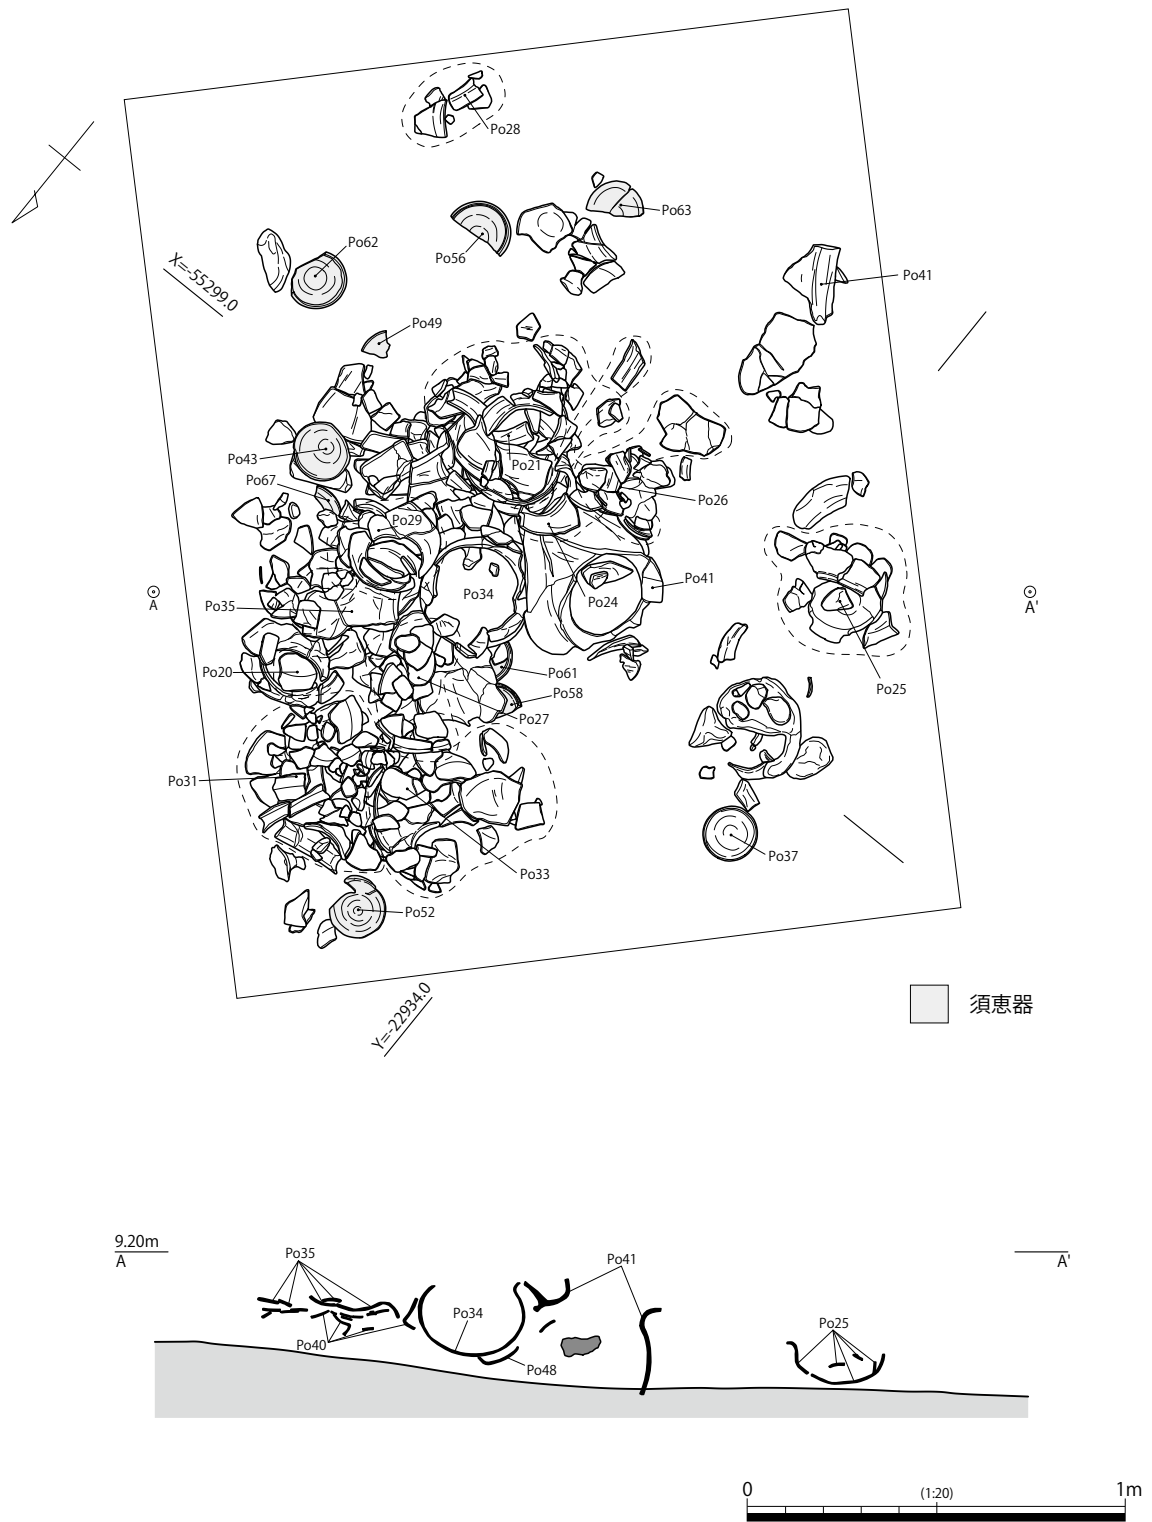 Po28
Po63
Po62
Po56
Po41
X=-55299.0
Po49
Po43
Po21
Po67
Po26
Po29
Po41
A
Po34
Po24
A'
Po35
Po20
Po61
Po25
Po58
Po27
Po31
Po37
Po33
Po52
須恵器
Y=-22934.0
9.20m
A
Po35
Po41
A'
Po34
Po25
Po40
Po48
0
(1:20)
1m